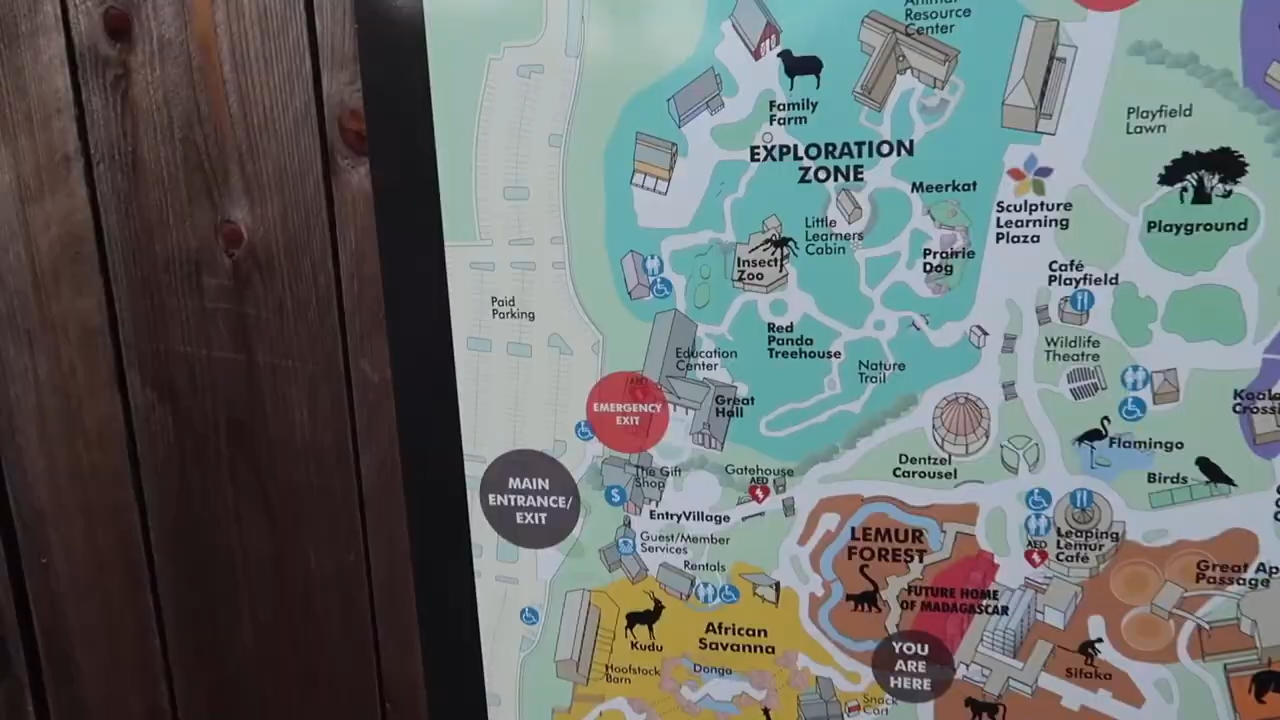 Animal
Resource
Center
Family
Farm
EXPLORATION
ZONE
Playfield
Lawn
Meerkat
Sculpture
Learning
Plaza
Playground
Little
Learners
Cabin
Prairie
Dog
Insect
Zoo
Café
Playfield
Paid
Parking
Red
Panda
Treehouse
Wildlife
Theatre
Education
Center
Nature
Trail
AED
EMERGENCY
EXIT
Great
Hall
Flamingo
Dentzel
Carousel
Birds
The Gift
Shop
$
Gatehouse
AED
MAIN
ENTRANCE/
EXIT
EntryVillage
Guest/Member
Services
Rentals
LEMUR
FOREST
AED
Leaping
Lemur
Café
FUTURE HOME
OF MADAGASCAR
Passage
African
Savanna
Kudu
YOU
ARE
HERE
Sifaka
Hoofstock
Barn
Donga
Snack
Cart